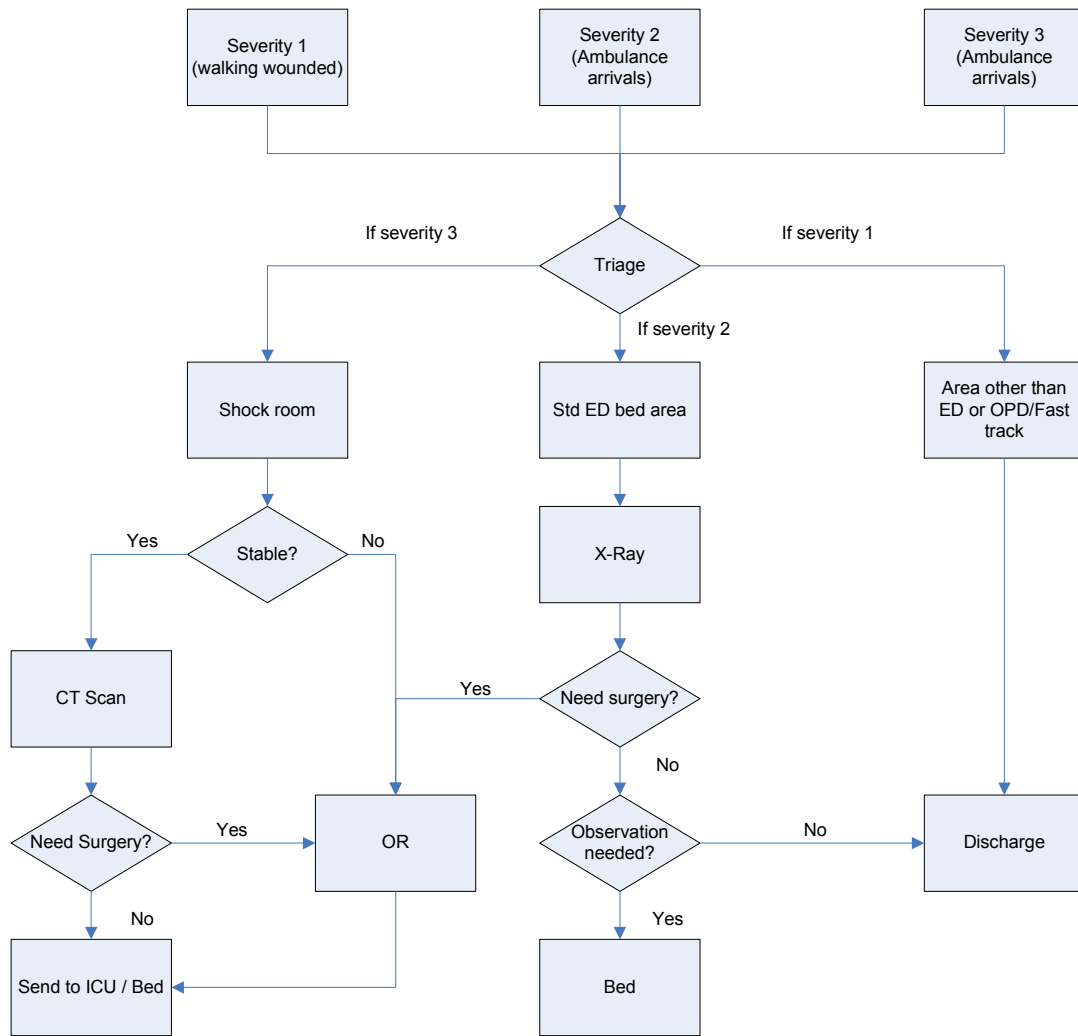 Severity 1
(walking wounded)
Severity 2
(Ambulance
arrivals)
Severity 3
(Ambulance
arrivals)
If severity 3
Triage
If severity 1
If severity 2
Shock room
Std ED bed area
Area other than
ED or OPD/Fast
track
Yes
Stable?
No
X-Ray
CT Scan
Yes
Need surgery?
No
Need Surgery?
Yes
OR
Observation
needed?
No
Discharge
No
Yes
Send to ICU / Bed
Bed